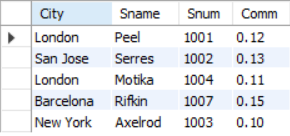 City Sname Snum Comm
London Peel 1001 0.12
San Jose Serres 1002 0.13
London Motika 1004 0.11
Barcelona Rifkin 1007 0.15
New York Axelrod 1003 0.10